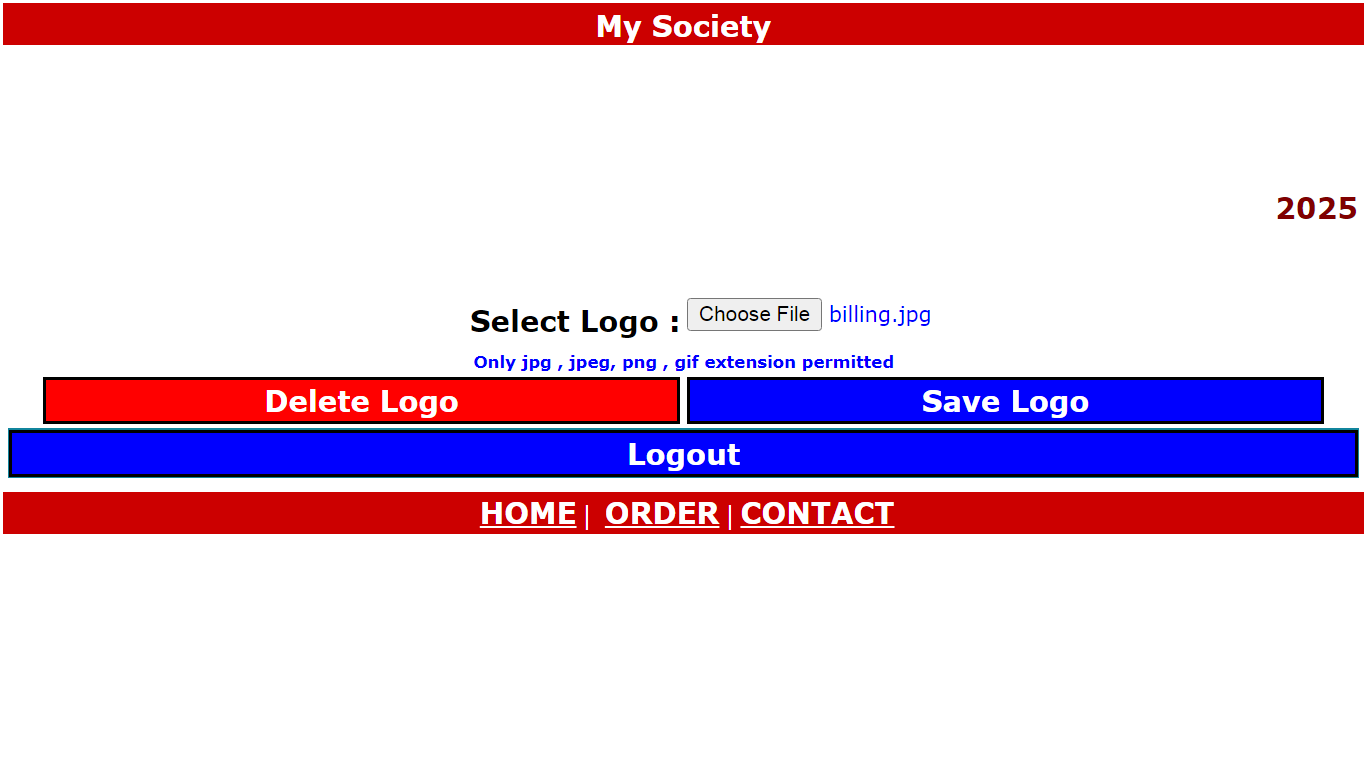 My Society
2025
Select Logo : Choose File billing.jpg
Only jpg , jpeg, png , gif extension permitted
Delete Logo Save Logo
Logout
HOME | ORDER | CONTACT